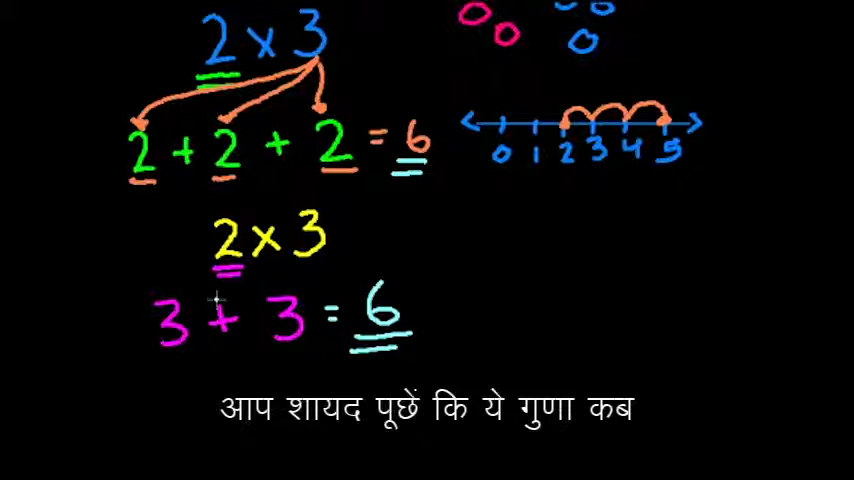 2 x 3
2 + 2 + 2 = 6
0 1 2 3 4 5
2 x 3
3 + 3 = 6
आप शायद पूछें कि ये गुणा कब